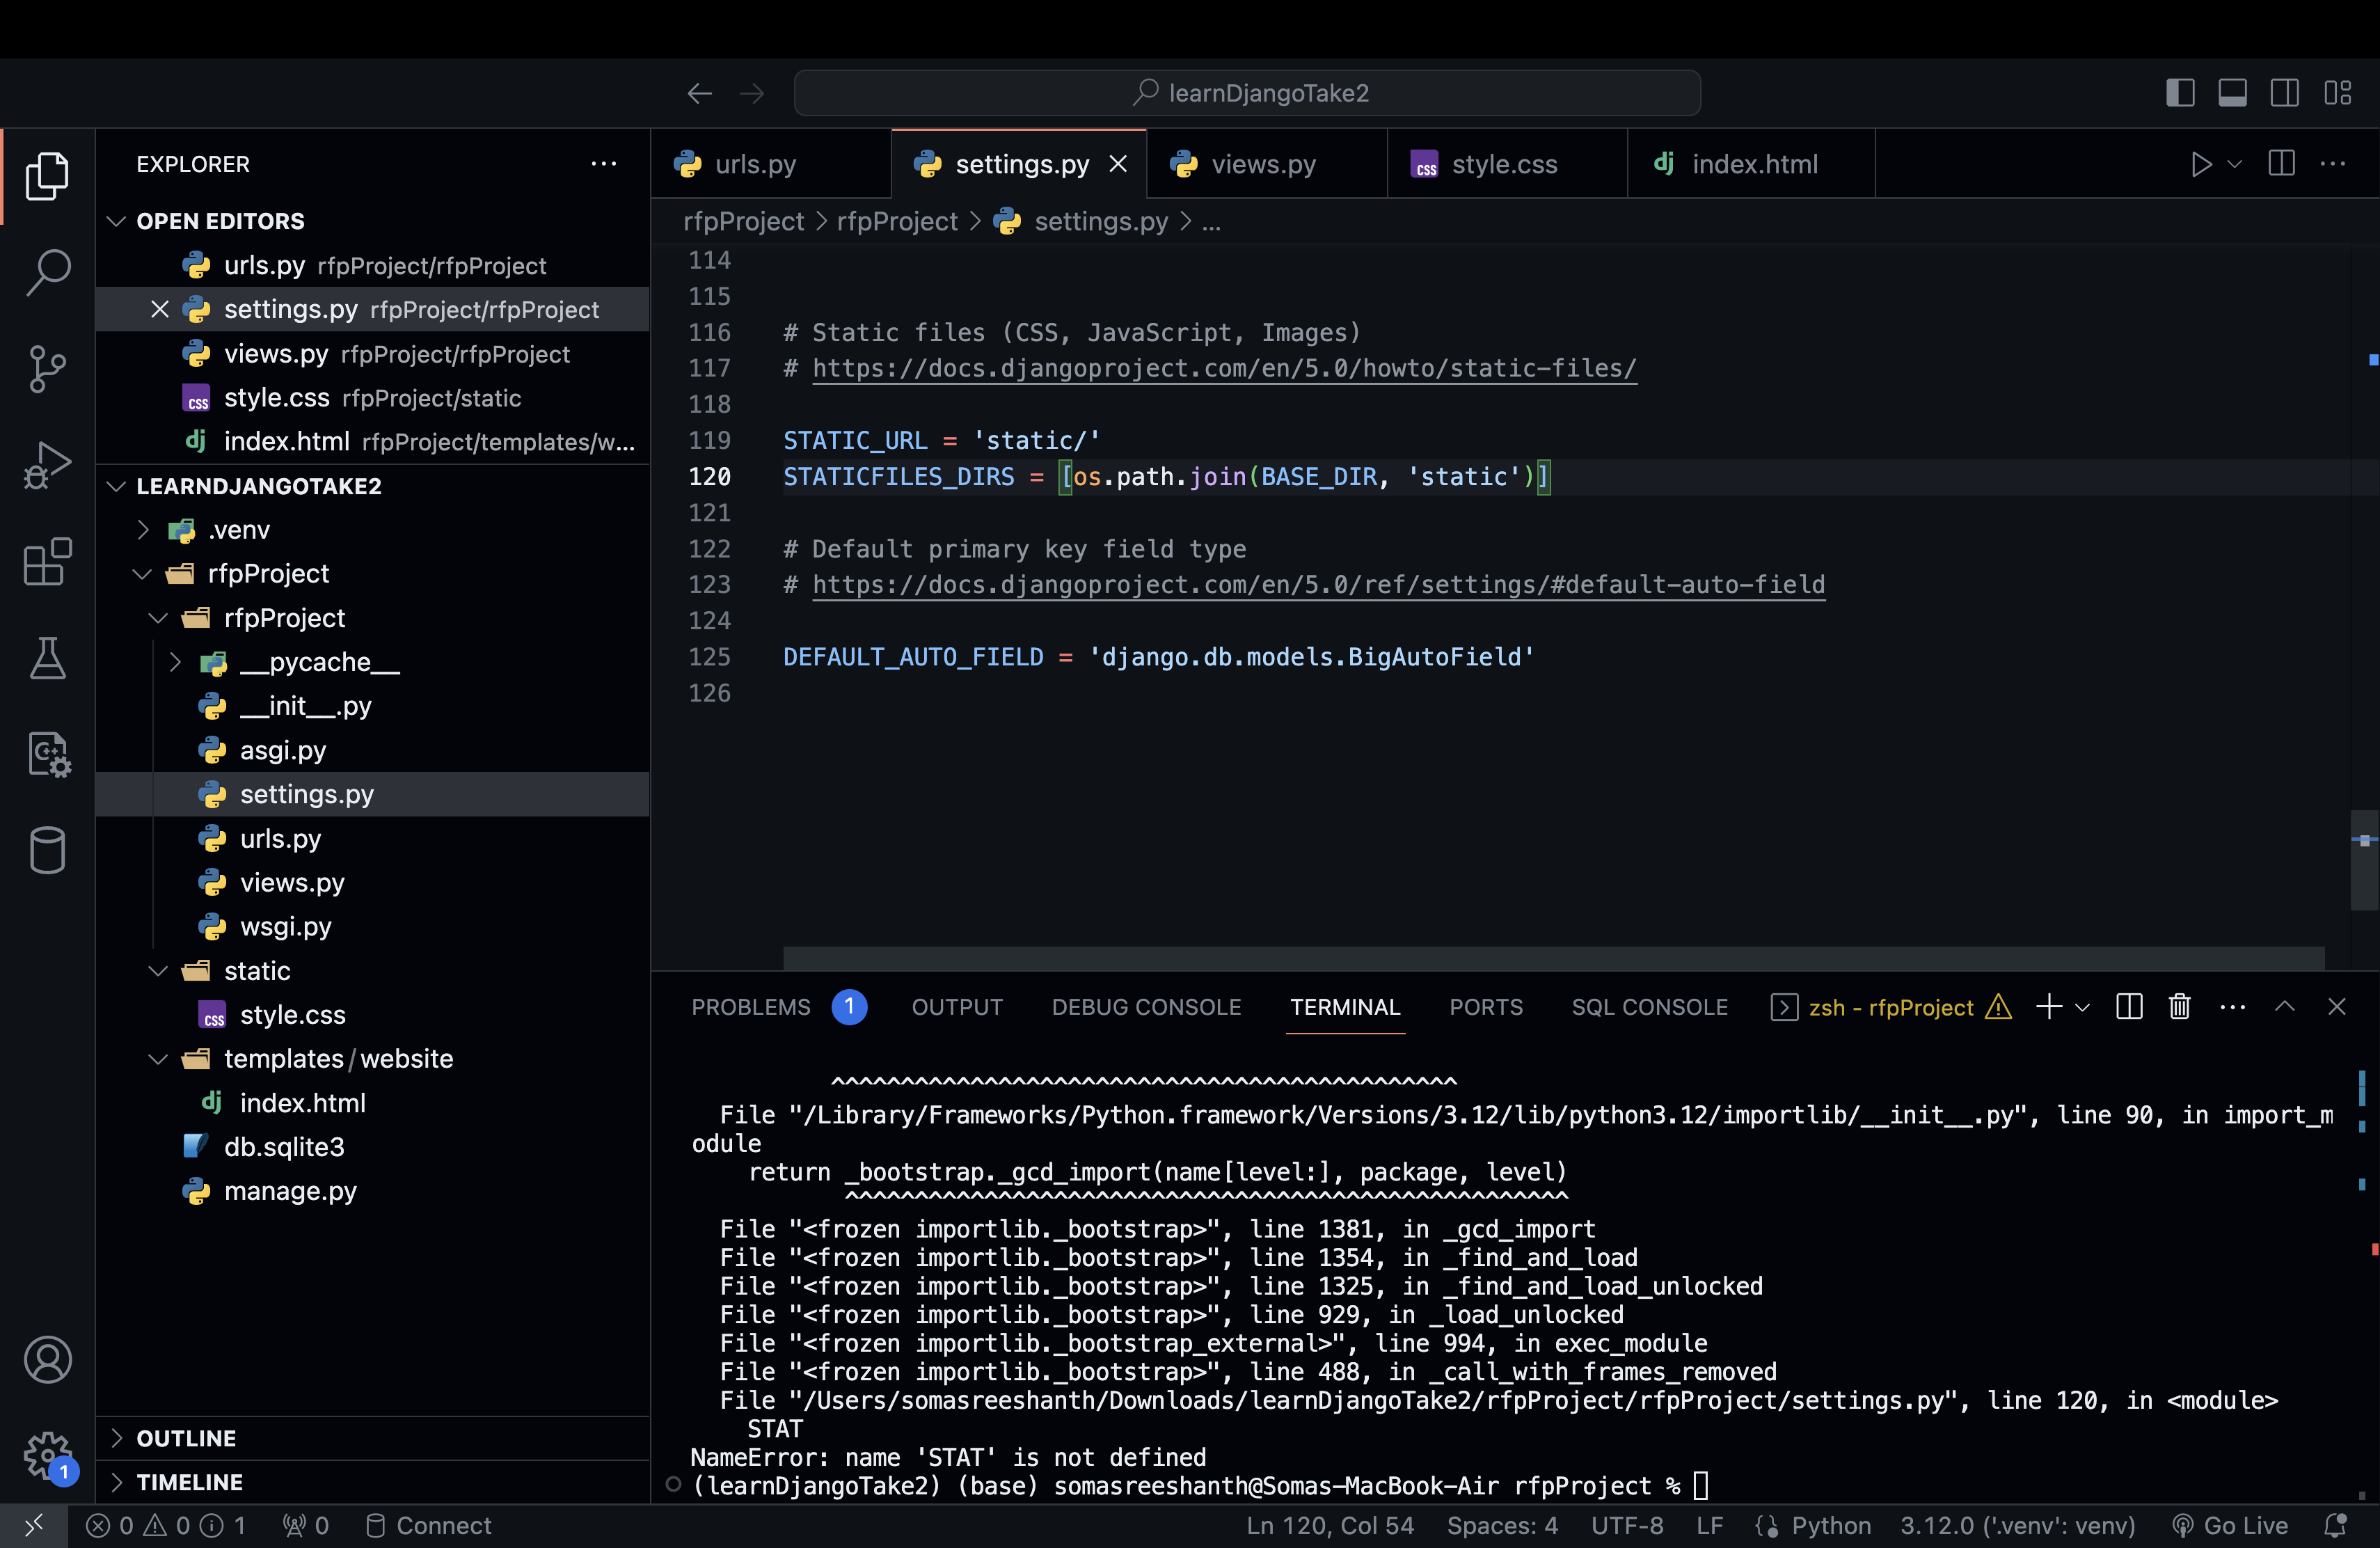 learnDjangoTake2
EXPLORER
OPEN EDITORS
urls.py rfpProject/rfpProject
settings.py rfpProject/rfpProject
views.py rfpProject/rfpProject
style.css rfpProject/static
index.html rfpProject/templates/w...
LEARNDJANGOTAKE2
.venv
rfpProject
rfpProject
__pycache__
__init__.py
asgi.py
settings.py
urls.py
views.py
wsgi.py
static
style.css
templates/website
index.html
db.sqlite3
manage.py
OUTLINE
TIMELINE
urls.py settings.py views.py style.css index.html
rfpProject > rfpProject > settings.py > ...
114
115
116 # Static files (CSS, JavaScript, Images)
117 # https://docs.djangoproject.com/en/5.0/howto/static-files/
118
119 STATIC_URL = 'static/'
120 STATICFILES_DIRS = [os.path.join(BASE_DIR, 'static')]
121
122 # Default primary key field type
123 # https://docs.djangoproject.com/en/5.0/ref/settings/#default-auto-field
124
125 DEFAULT_AUTO_FIELD = 'django.db.models.BigAutoField'
126
PROBLEMS 1 OUTPUT DEBUG CONSOLE TERMINAL PORTS SQL CONSOLE zsh - rfpProject
^^^^^^^^^^^^^^^^^^^^^^^^^^^^^^^^^^^^^^^^^^^^^
File "/Library/Frameworks/Python.framework/Versions/3.12/lib/python3.12/importlib/__init__.py", line 90, in import_m
odule
return _bootstrap._gcd_import(name[level:], package, level)
^^^^^^^^^^^^^^^^^^^^^^^^^^^^^^^^^^^^^^^^^^^^^^^^^^^^
File "<frozen importlib._bootstrap>", line 1381, in _gcd_import
File "<frozen importlib._bootstrap>", line 1354, in _find_and_load
File "<frozen importlib._bootstrap>", line 1325, in _find_and_load_unlocked
File "<frozen importlib._bootstrap>", line 929, in _load_unlocked
File "<frozen importlib._bootstrap_external>", line 994, in exec_module
File "<frozen importlib._bootstrap>", line 488, in _call_with_frames_removed
File "/Users/somasreeshanth/Downloads/learnDjangoTake2/rfpProject/rfpProject/settings.py", line 120, in <module>
STAT
NameError: name 'STAT' is not defined
(learnDjangoTake2) (base) somasreeshanth@Somas-MacBook-Air rfpProject %
1
0 0 1 0 Connect Ln 120, Col 54 Spaces: 4 UTF-8 LF Python 3.12.0 ('.venv': venv) Go Live